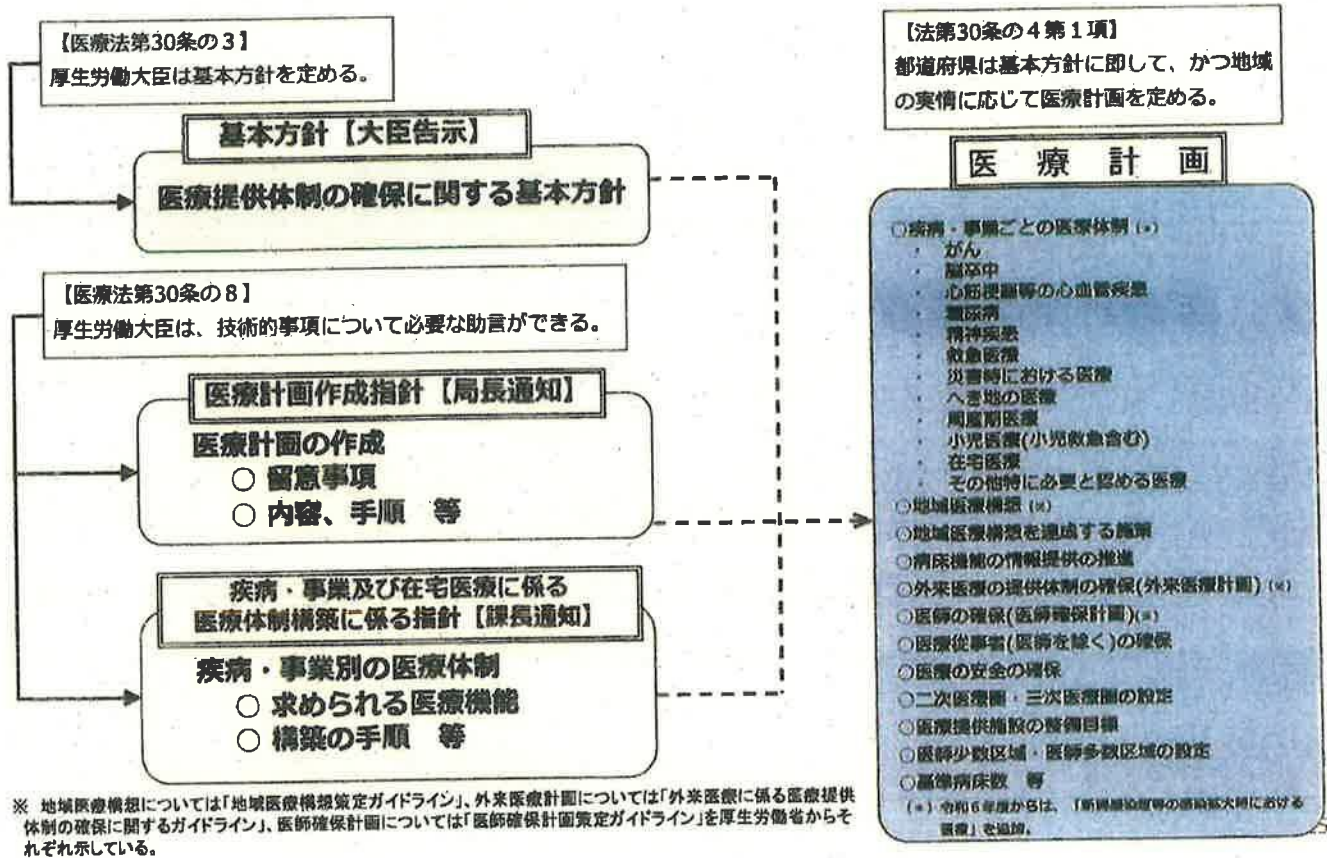 【医療法第30条の3】
厚生労働大臣は基本方針を定める。
基本方針【大臣告示】
医療提供体制の確保に関する基本方針
【医療法第30条の8】
厚生労働大臣は、技術的事項について必要な助言ができる。
医療計画作成指針【局長通知】
医療計画の作成
○ 留意事項
○ 内容、手順 等
疾病・事業及び在宅医療に係る
医療体制構築に係る指針【課長通知】
疾病・事業別の医療体制
○ 求められる医療機能
○ 構築の手順 等
※ 地域医療構想については「地域医療構想策定ガイドライン」、外来医療計画については「外来医療に係る医療提供
体制の確保に関するガイドライン」、医師確保計画については「医師確保計画策定ガイドライン」を厚生労働省からそ
れぞれ示している。
【法第30条の4第1項】
都道府県は基本方針に即して、かつ地域
の実情に応じて医療計画を定める。
医 療 計 画
○疾病・事業ごとの医療体制(*)
・ がん
・ 脳卒中
・ 心筋梗塞等の心血管疾患
・ 糖尿病
・ 精神疾患
・ 救急医療
・ 災害時における医療
・ へき地の医療
・ 周産期医療
・ 小児医療(小児救急含む)
・ 在宅医療
・ その他特に必要と認める医療
○地域医療構想(※)
○地域医療構想を達成する施策
○病床機能の情報提供の推進
○外来医療の提供体制の確保(外来医療計画)(※)
○医師の確保(医師確保計画)(※)
○医療従事者(医師を除く)の確保
○医療の安全の確保
○二次医療圏・三次医療圏の設定
○医療提供施設の整備目標
○医師少数区域・医師多数区域の設定
○基準病床数 等
(*)令和6年度からは、「新興感染症等の感染拡大時における
医療」を追加。